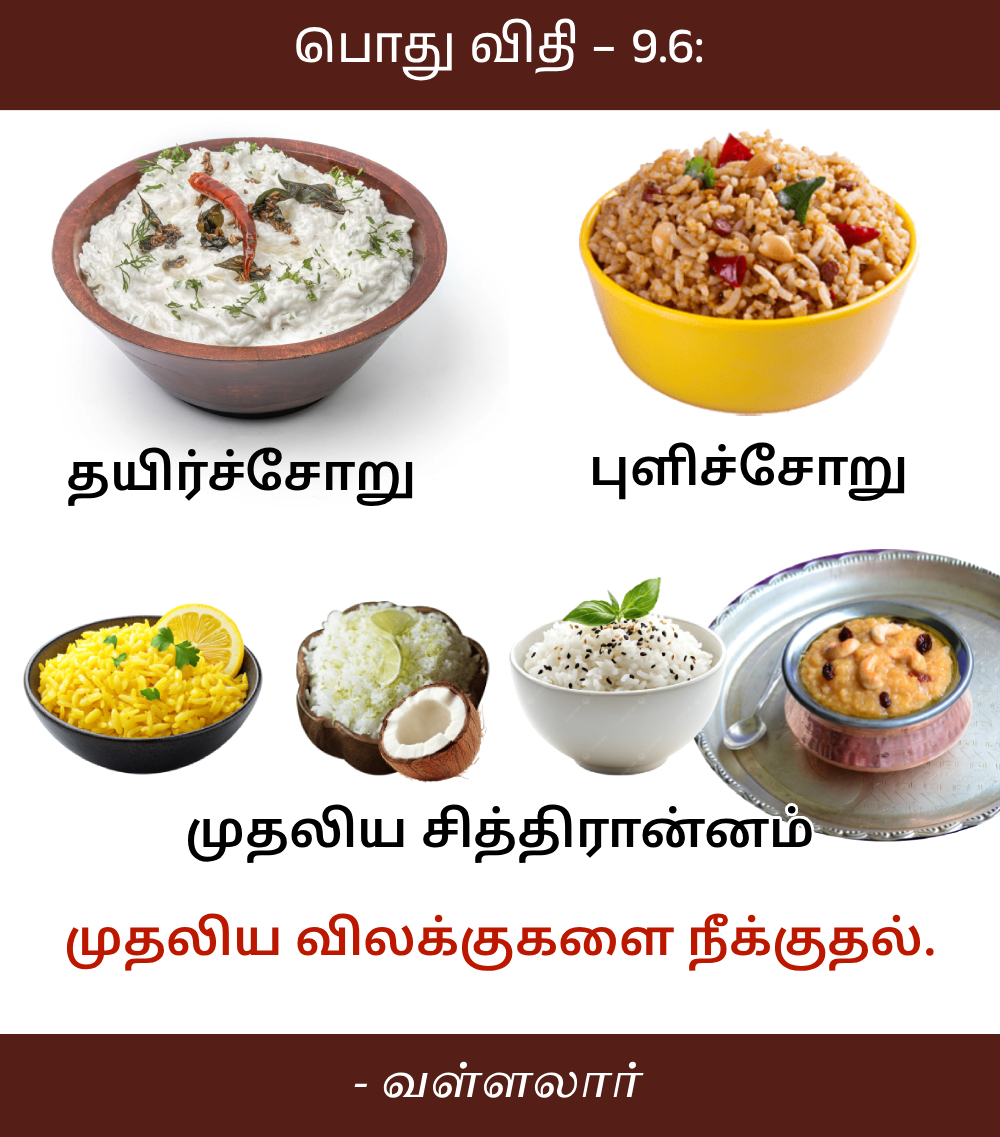 பொது விதி – 9.6:
தயிர்ச்சோறு
புளிச்சோறு
முதலிய சித்திரான்னம்
முதலிய விலக்குகளை நீக்குதல்.
- வள்ளலார்